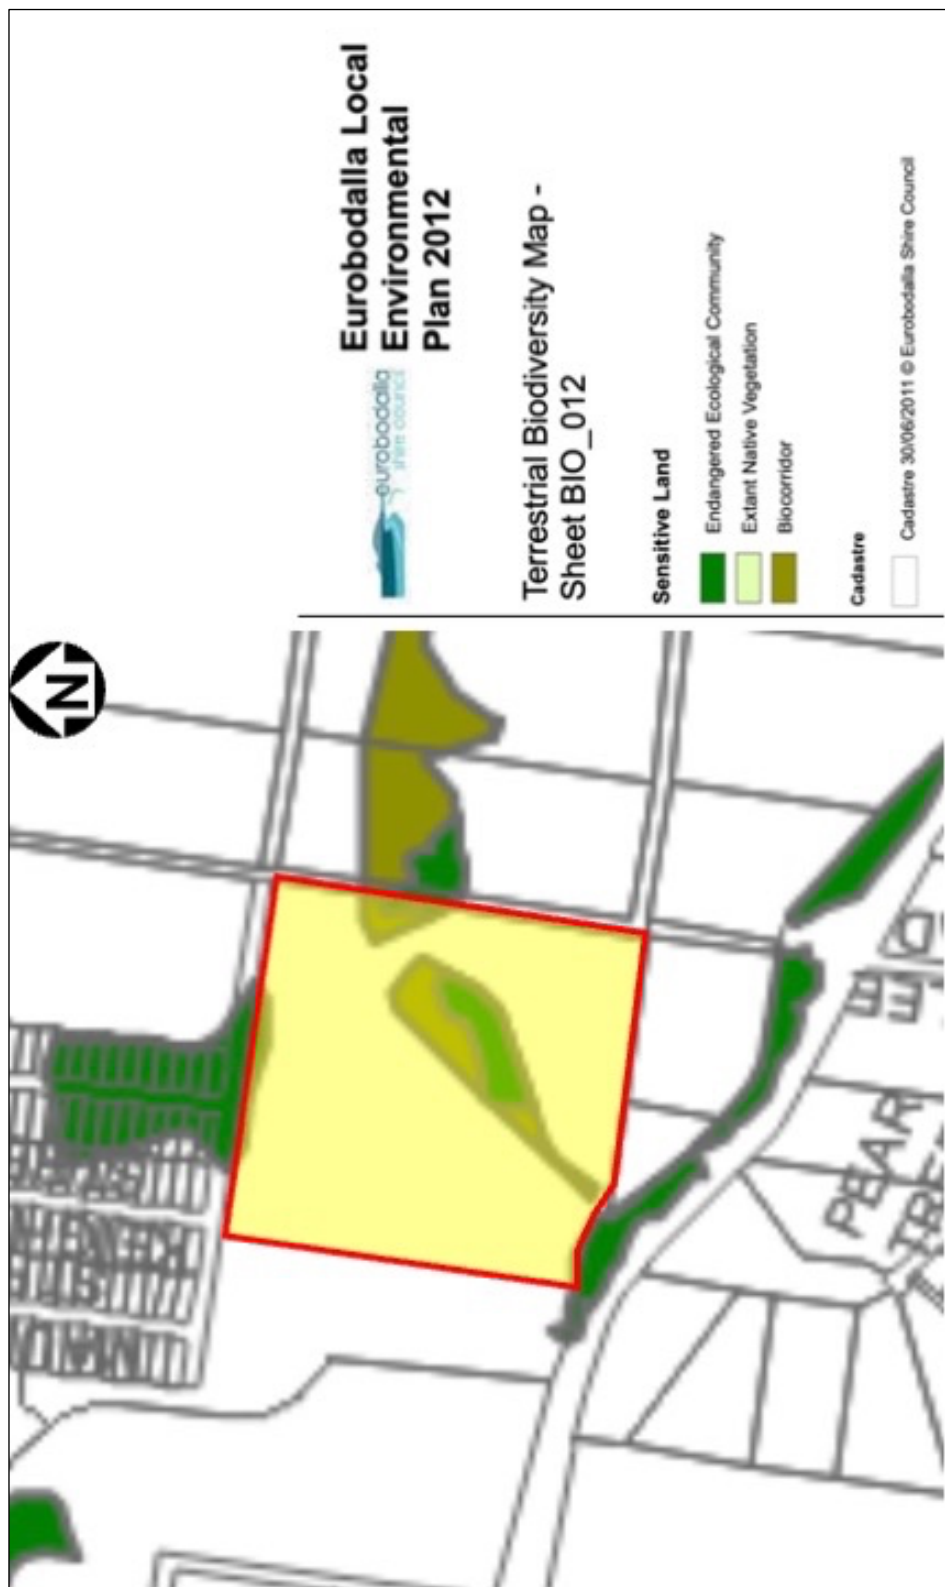 Eurobodalla Local
Environmental
Plan 2012
eurobodalla
shire council
Terrestrial Biodiversity Map -
Sheet BIO_012
Sensitive Land
Endangered Ecological Community
Extant Native Vegetation
Biocorridor
Cadastre
Cadastre 30/06/2011 © Eurobodalla Shire Council
N
PEAR